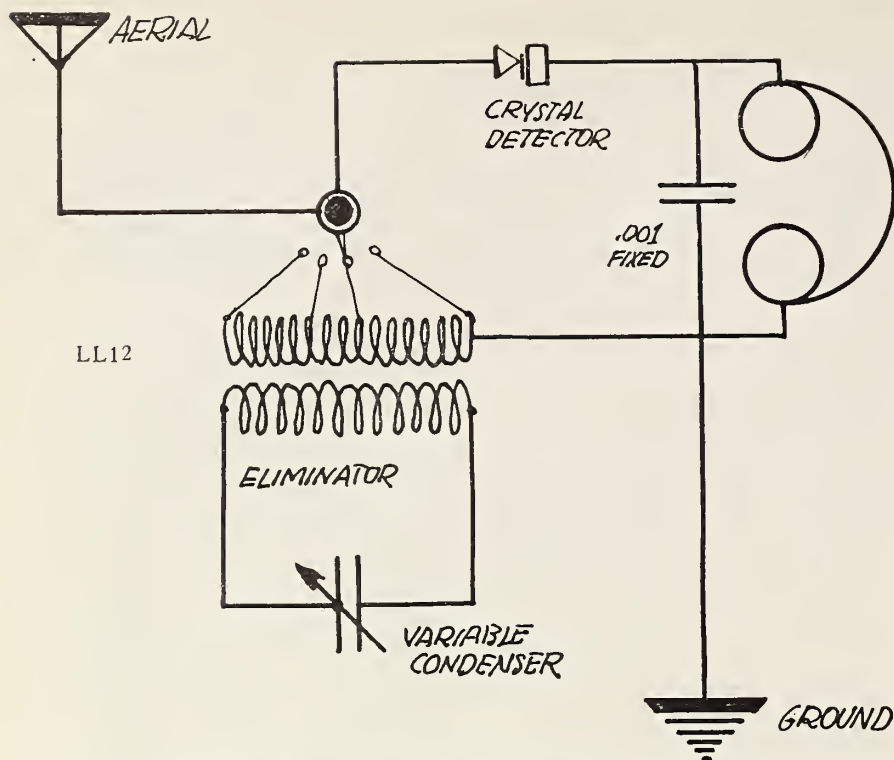 AERIAL
CRYSTAL
DETECTOR
.001
FIXED
LL12
ELIMINATOR
VARIABLE
CONDENSER
GROUND